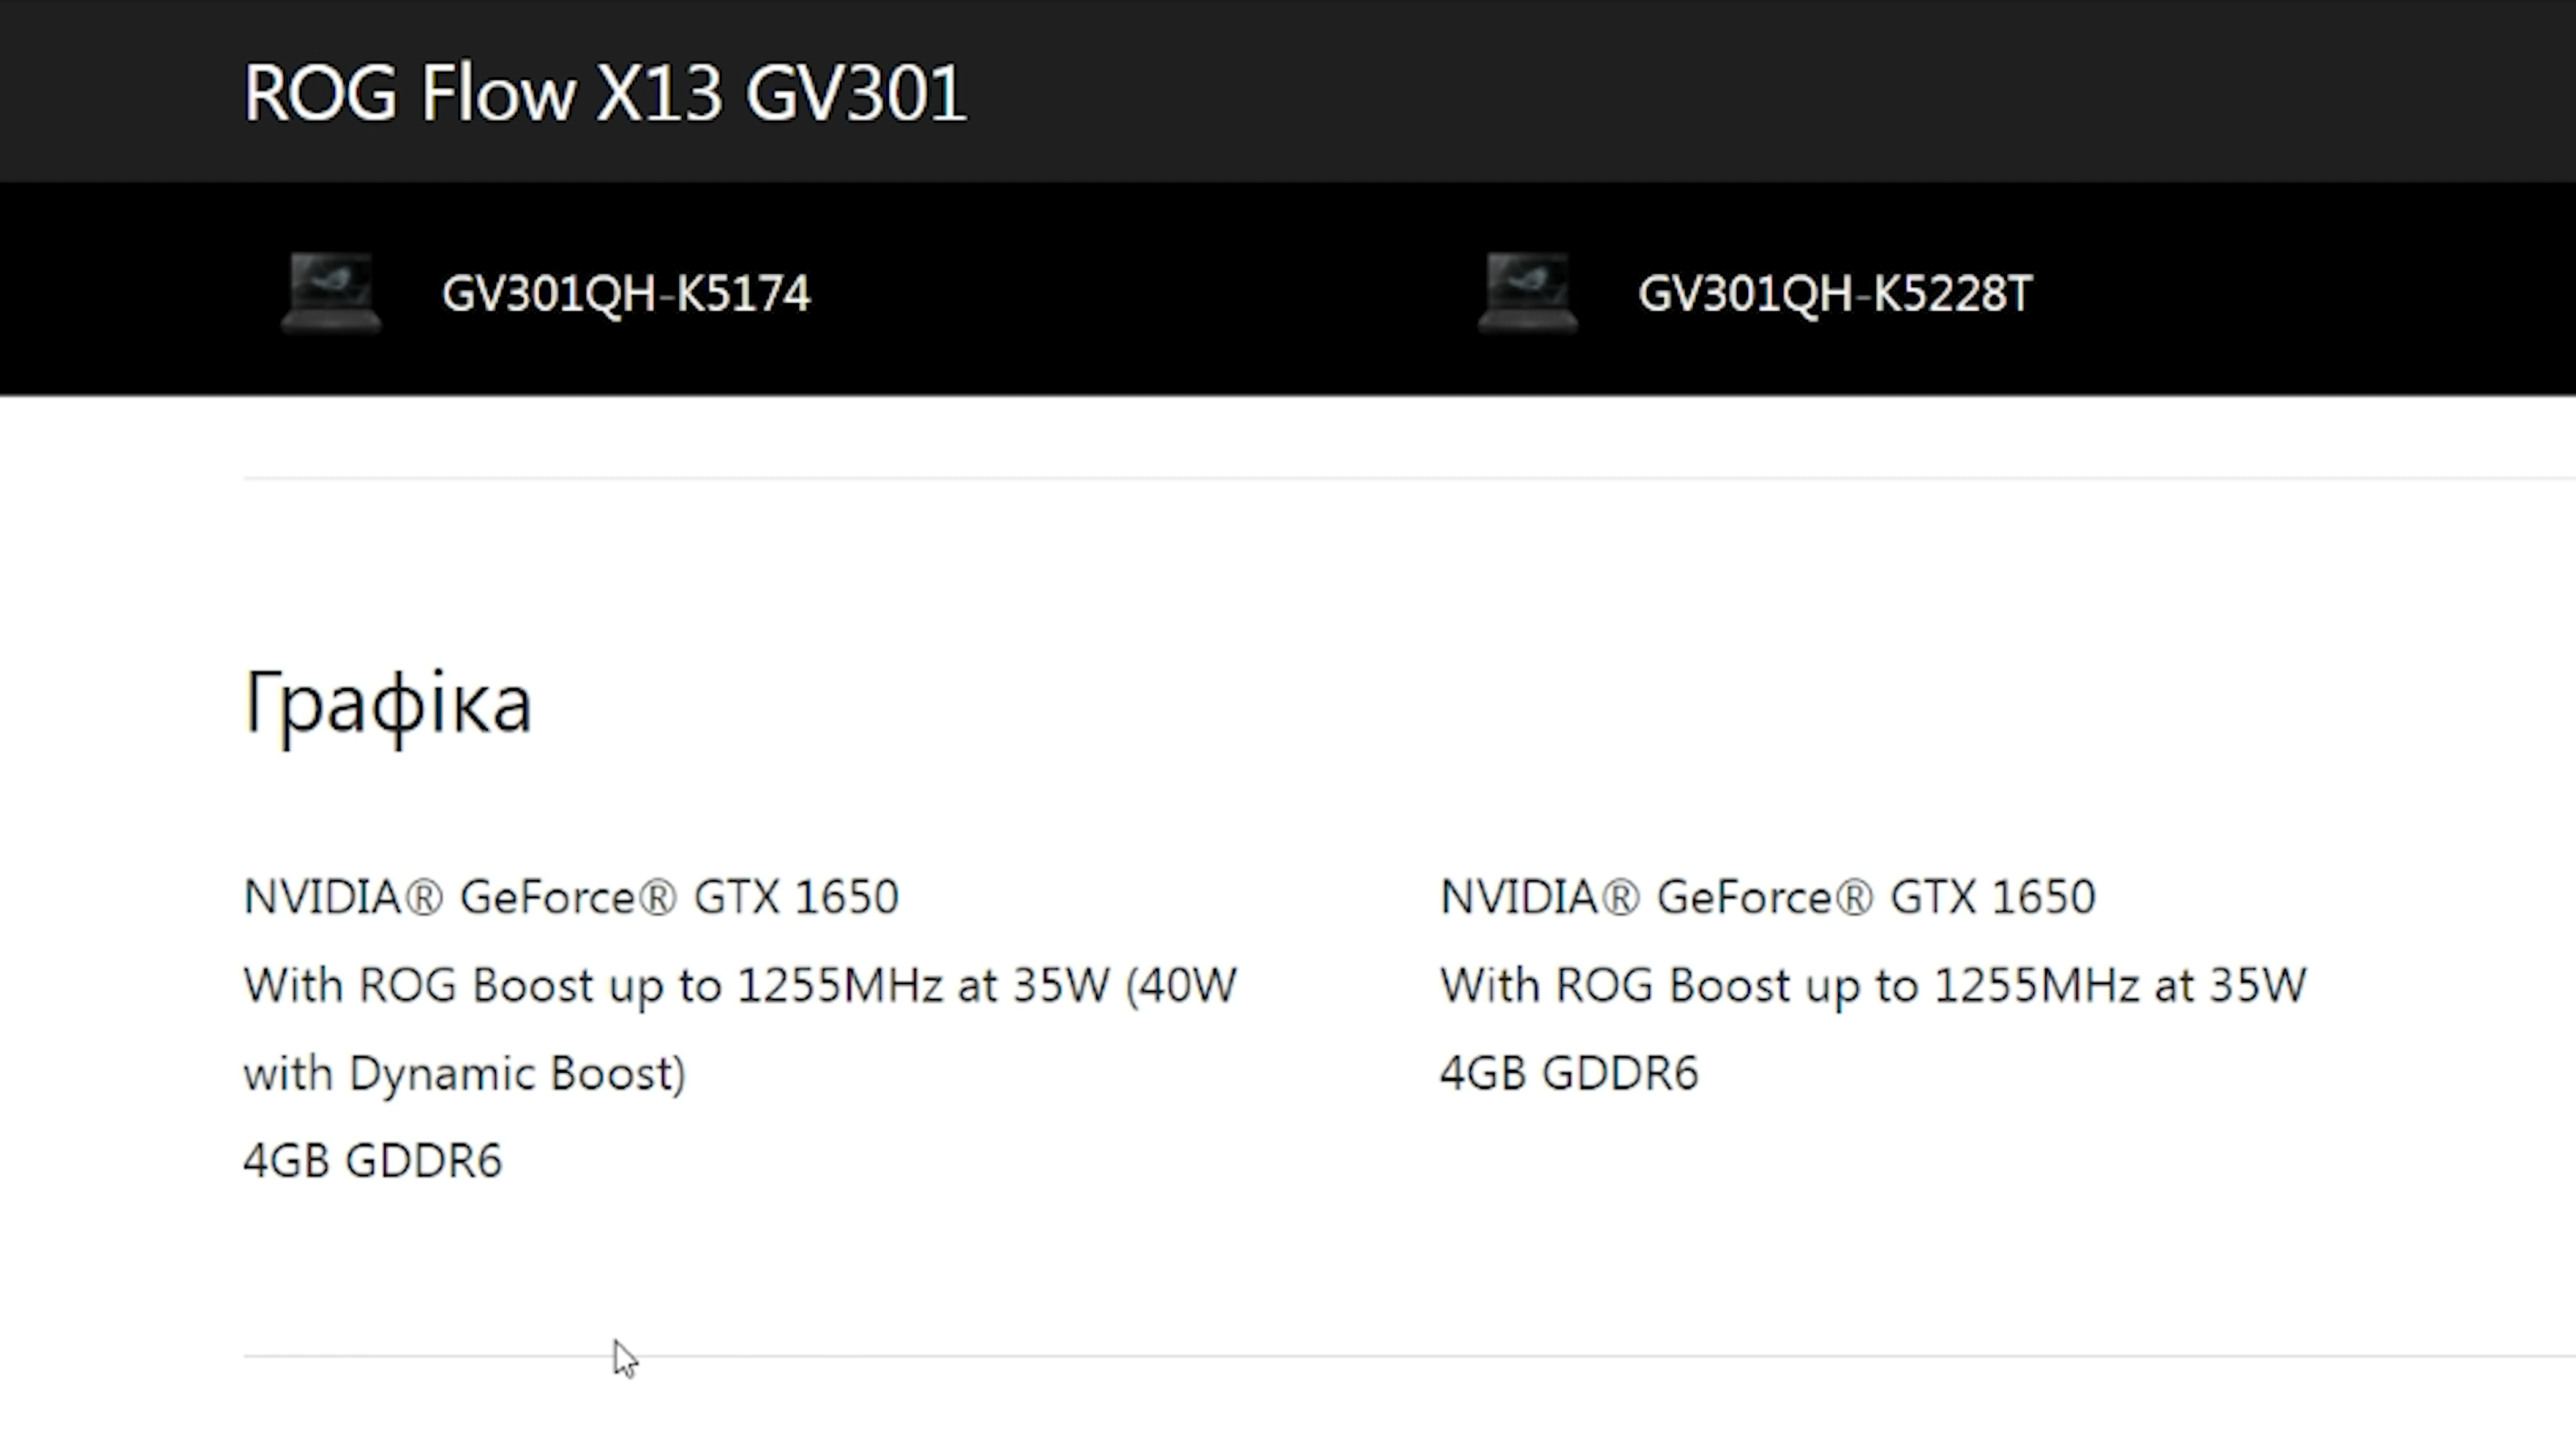 ROG Flow X13 GV301
GV301QH-K5174
GV301QH-K5228T
Графіка
NVIDIA® GeForce® GTX 1650
With ROG Boost up to 1255MHz at 35W (40W
with Dynamic Boost)
4GB GDDR6
NVIDIA® GeForce® GTX 1650
With ROG Boost up to 1255MHz at 35W
4GB GDDR6